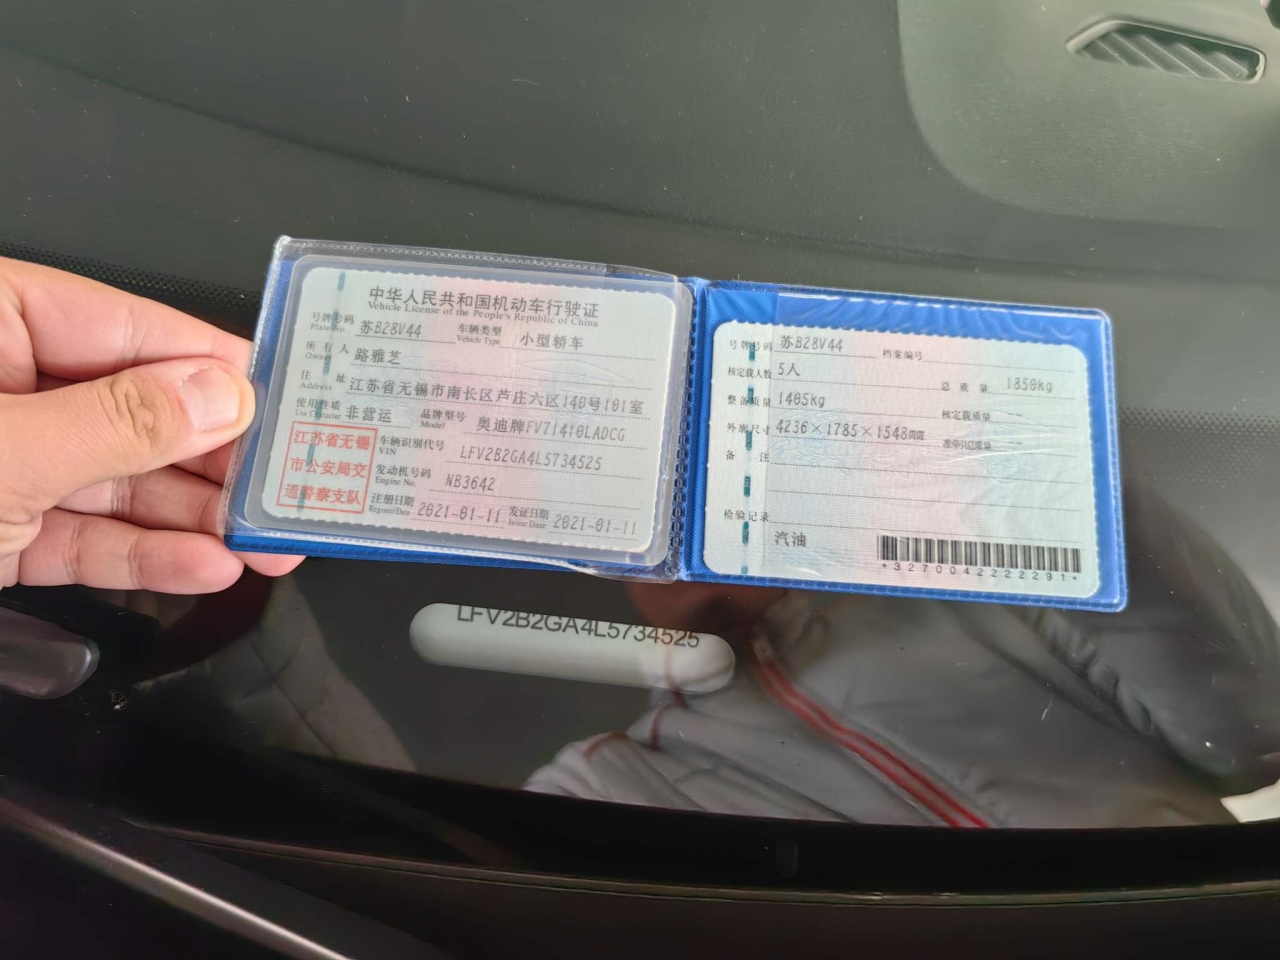 中华人民共和国机动车行驶证
Vehicle License of the People's Republic of China
号牌号码 苏B28V44 车辆类型 小型轿车
Plate No. Vehicle Type
所有人 路雅芝
Owner
住址 江苏省无锡市南长区芦庄六区140号101室
Address
使用性质 非营运 品牌型号 奥迪牌FV71410LADCG
Use Character Model
江苏省无锡
市公安局交
通警察支队
车辆识别代号 LFV2B2GA4L5734525
VIN
发动机号码 NB3642
Engine No.
注册日期 2021-01-11 发证日期 2021-01-11
Register Date Issue Date
号牌号码 苏B28V44 档案编号
核定载人数 5人 总质量 1850kg
整备质量 1405kg 核定载质量 --
外廓尺寸 4236×1785×1548mm 准牵引总质量 --
备注
检验记录
汽油
*3270042222291*
LFV2B2GA4L5734525